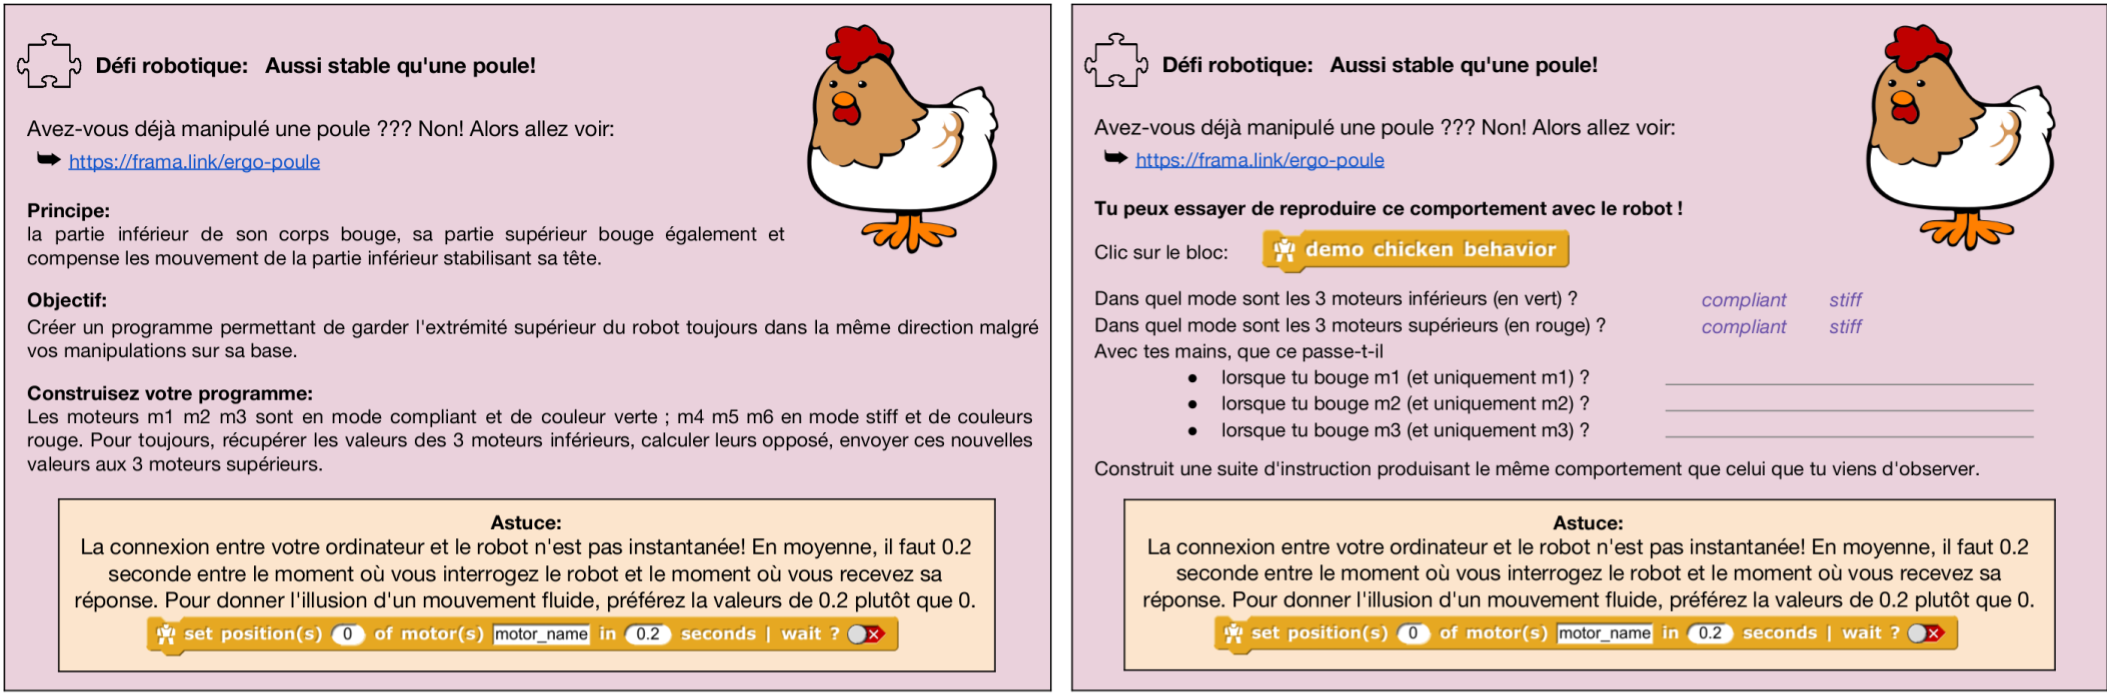 Défi robotique: Aussi stable qu'une poule!
Avez-vous déjà manipulé une poule ??? Non! Alors allez voir:
https://frama.link/ergo-poule
Principe:
la partie inférieur de son corps bouge, sa partie supérieur bouge également et
compense les mouvement de la partie inférieur stabilisant sa tête.
Objectif:
Créer un programme permettant de garder l'extrémité supérieur du robot toujours dans la même direction malgré
vos manipulations sur sa base.
Construisez votre programme:
Les moteurs m1 m2 m3 sont en mode compliant et de couleur verte ; m4 m5 m6 en mode stiff et de couleurs
rouge. Pour toujours, récupérer les valeurs des 3 moteurs inférieurs, calculer leurs opposé, envoyer ces nouvelles
valeurs aux 3 moteurs supérieurs.
Astuce:
La connexion entre votre ordinateur et le robot n'est pas instantanée! En moyenne, il faut 0.2
seconde entre le moment où vous interrogez le robot et le moment où vous recevez sa
réponse. Pour donner l'illusion d'un mouvement fluide, préférez la valeurs de 0.2 plutôt que 0.
set position(s) 0 of motor(s) motor_name in 0.2 seconds | wait ?
Défi robotique: Aussi stable qu'une poule!
Avez-vous déjà manipulé une poule ??? Non! Alors allez voir:
https://frama.link/ergo-poule
Tu peux essayer de reproduire ce comportement avec le robot !
Clic sur le bloc: demo chicken behavior
Dans quel mode sont les 3 moteurs inférieurs (en vert) ? compliant stiff
Dans quel mode sont les 3 moteurs supérieurs (en rouge) ? compliant stiff
Avec tes mains, que ce passe-t-il
● lorsque tu bouge m1 (et uniquement m1) ?
● lorsque tu bouge m2 (et uniquement m2) ?
● lorsque tu bouge m3 (et uniquement m3) ?
Construit une suite d'instruction produisant le même comportement que celui que tu viens d'observer.
Astuce:
La connexion entre votre ordinateur et le robot n'est pas instantanée! En moyenne, il faut 0.2
seconde entre le moment où vous interrogez le robot et le moment où vous recevez sa
réponse. Pour donner l'illusion d'un mouvement fluide, préférez la valeurs de 0.2 plutôt que 0.
set position(s) 0 of motor(s) motor_name in 0.2 seconds | wait ?